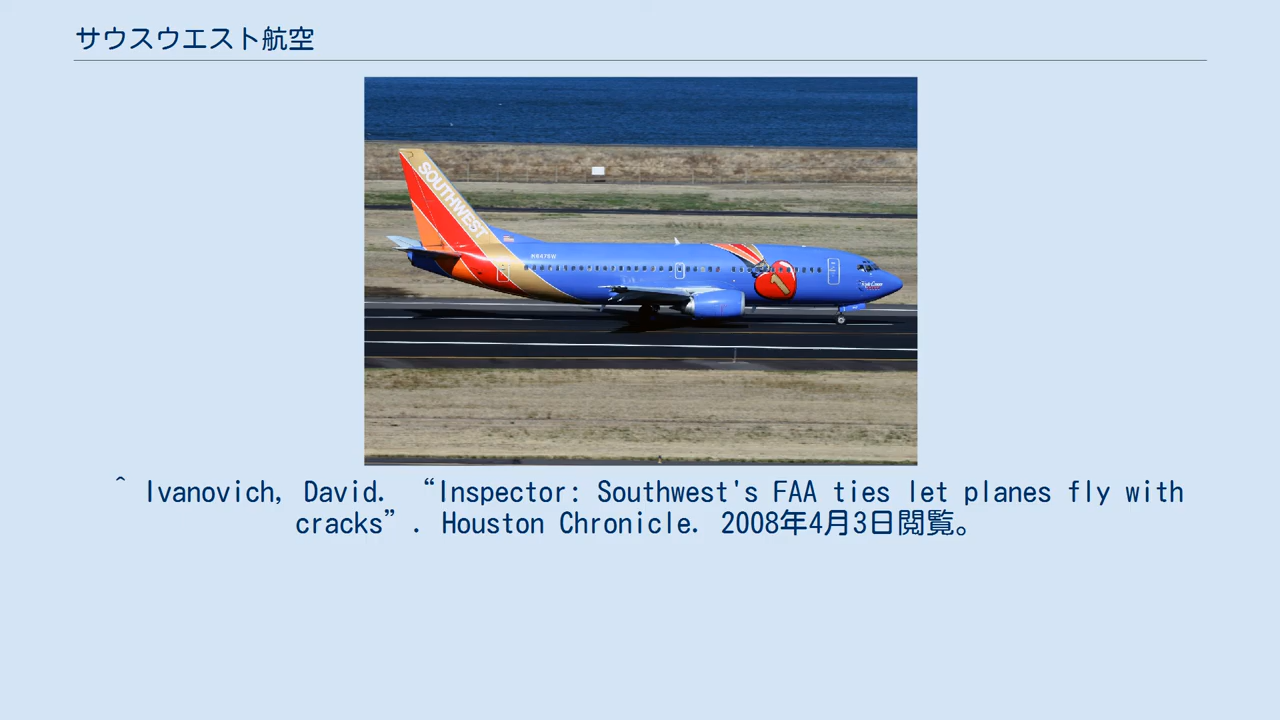 サウスウエスト航空
SOUTHWEST
1
^ Ivanovich, David. “Inspector: Southwest's FAA ties let planes fly with
cracks”. Houston Chronicle. 2008年4月3日閲覧。